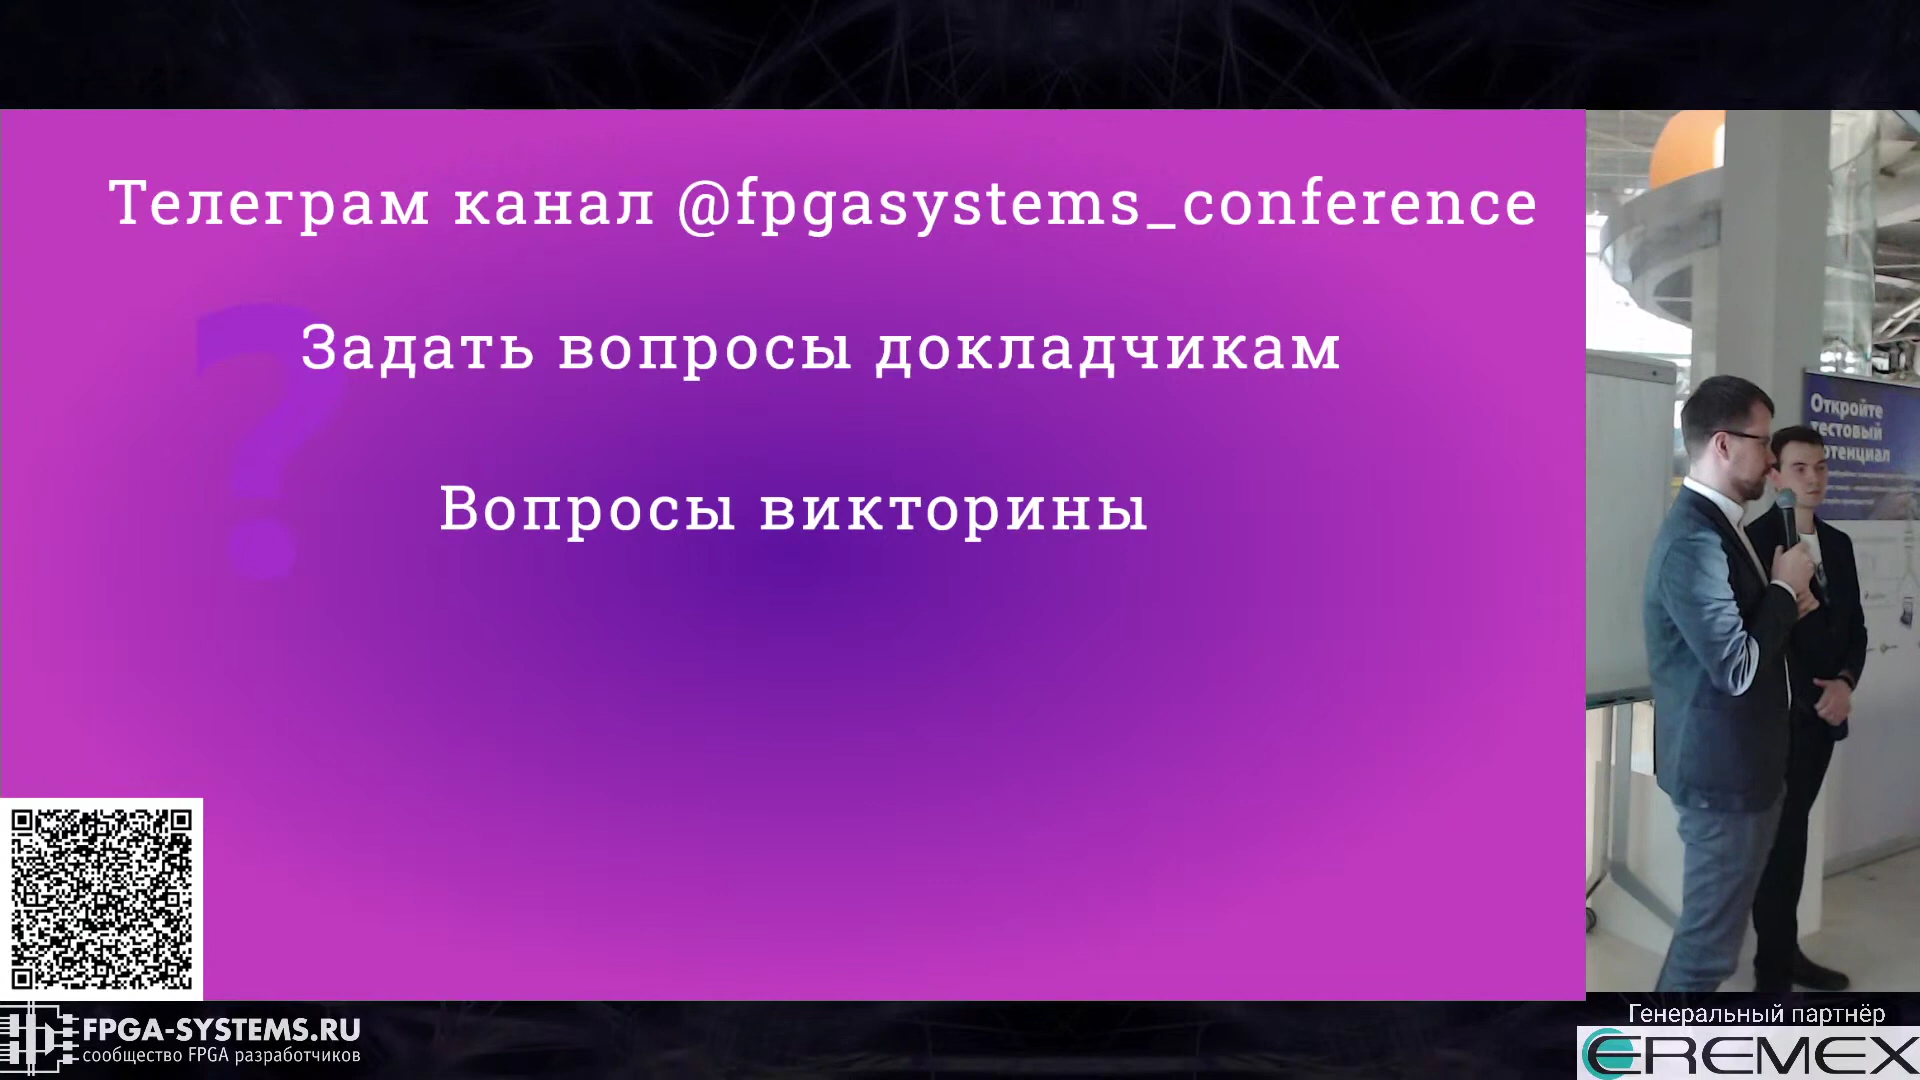 Телеграм канал @fpgasystems_conference
Задать вопросы докладчикам
?
Вопросы викторины
Откройте
тестовый
потенциал
FPGA-SYSTEMS.RU
сообщество FPGA разработчиков
Генеральный партнёр
EREMEX